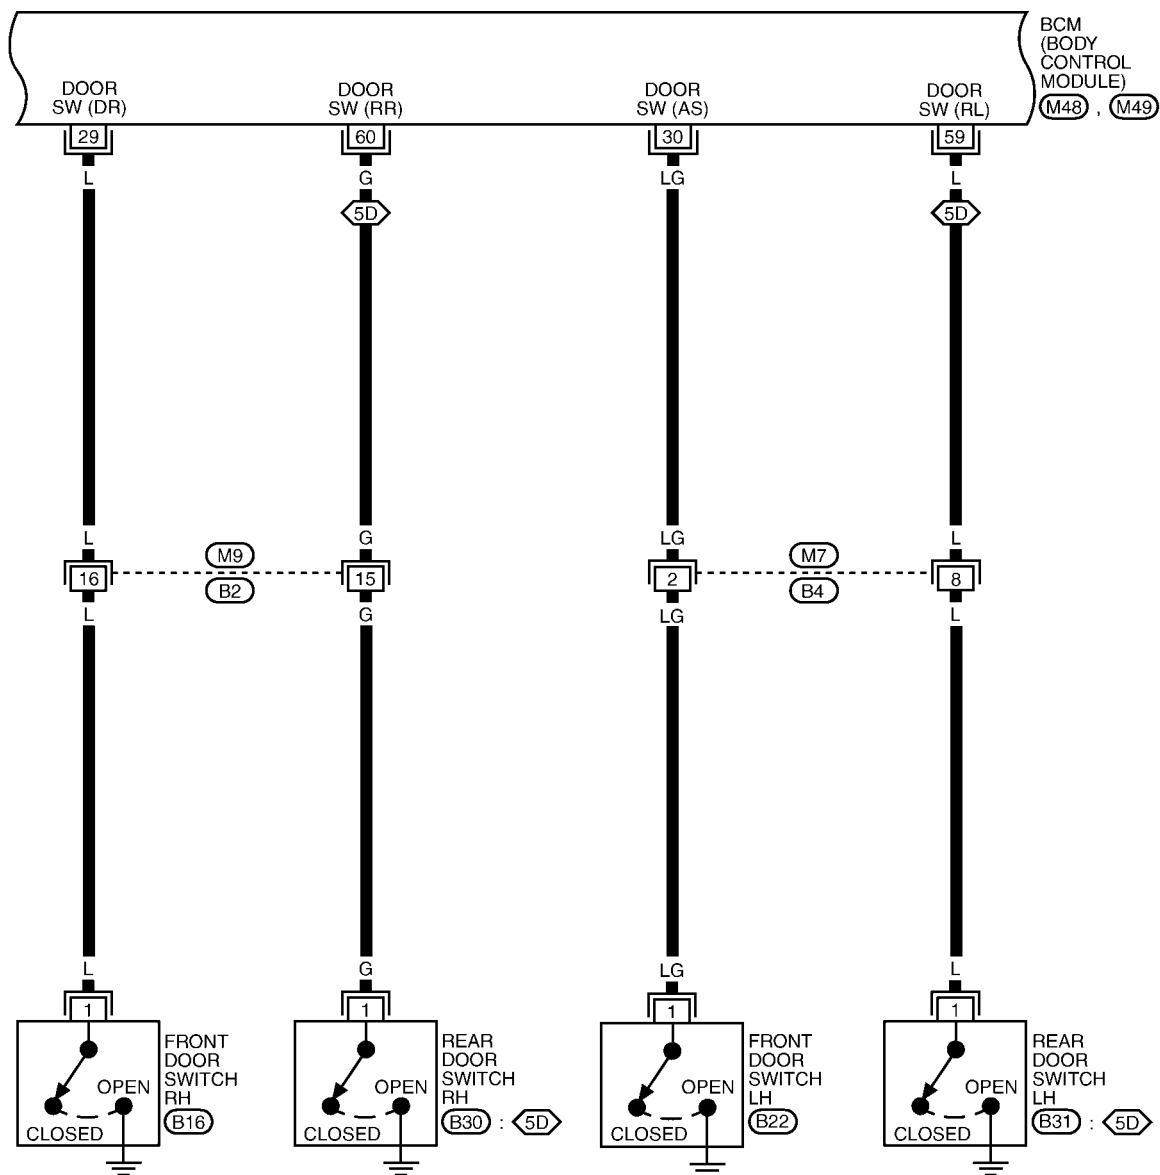 BCM
(BODY
CONTROL
MODULE)
M48 , M49
DOOR
SW (DR)
DOOR
SW (RR)
DOOR
SW (AS)
DOOR
SW (RL)
29 60 30 59
L G LG L
5D 5D
L G LG L
M9 M7
16 15 2 8
B2 B4
L G LG L
L G LG L
1 1 1 1
FRONT
DOOR
SWITCH
RH
B16
OPEN
CLOSED
REAR
DOOR
SWITCH
RH
B30 : 5D
OPEN
CLOSED
FRONT
DOOR
SWITCH
LH
B22
OPEN
CLOSED
REAR
DOOR
SWITCH
LH
B31 : 5D
OPEN
CLOSED